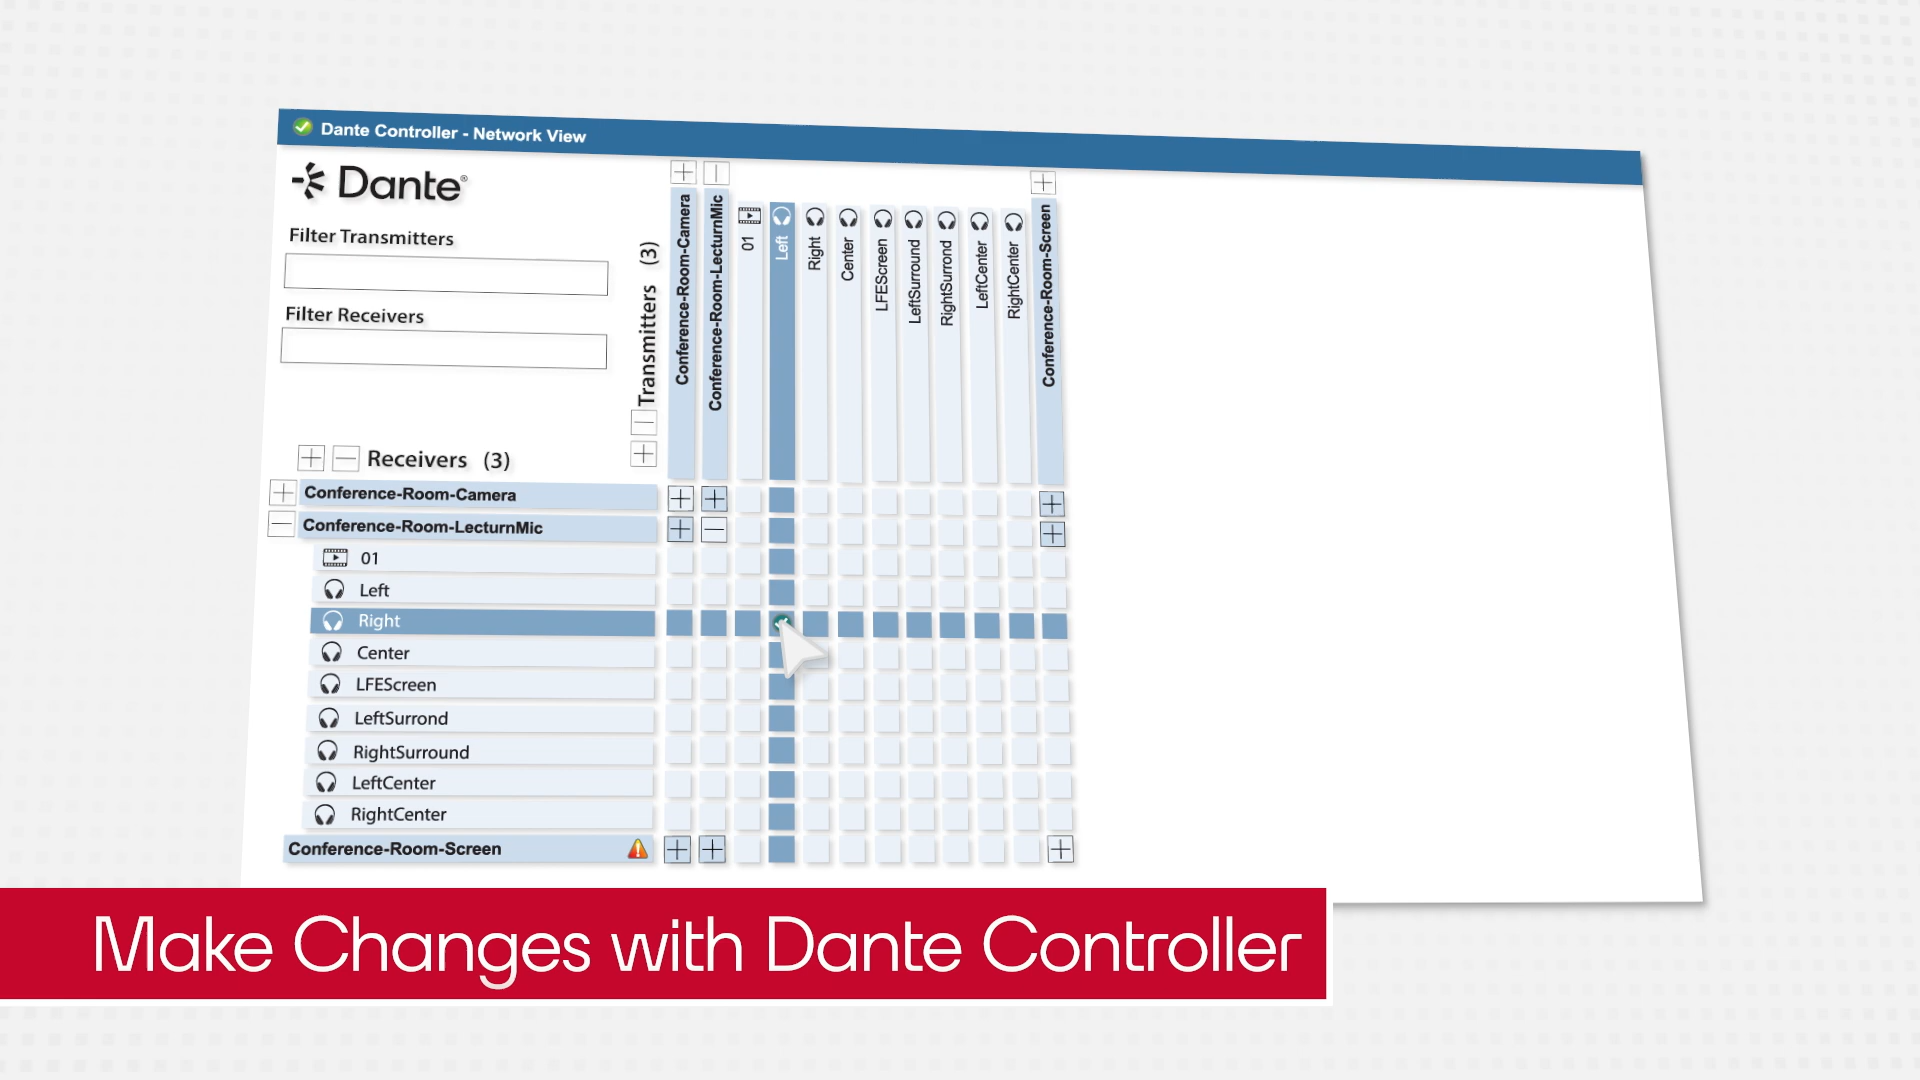 Dante Controller - Network View
Dante®
Filter Transmitters
Filter Receivers
Transmitters (3)
Conference-Room-Camera
Conference-Room-LecturnMic
01
Left
Right
Center
LFEScreen
LeftSurround
RightSurrond
LeftCenter
RightCenter
Conference-Room-Screen
Receivers (3)
Conference-Room-Camera
Conference-Room-LecturnMic
01
Left
Right
Center
LFEScreen
LeftSurrond
RightSurround
LeftCenter
RightCenter
Conference-Room-Screen
Make Changes with Dante Controller